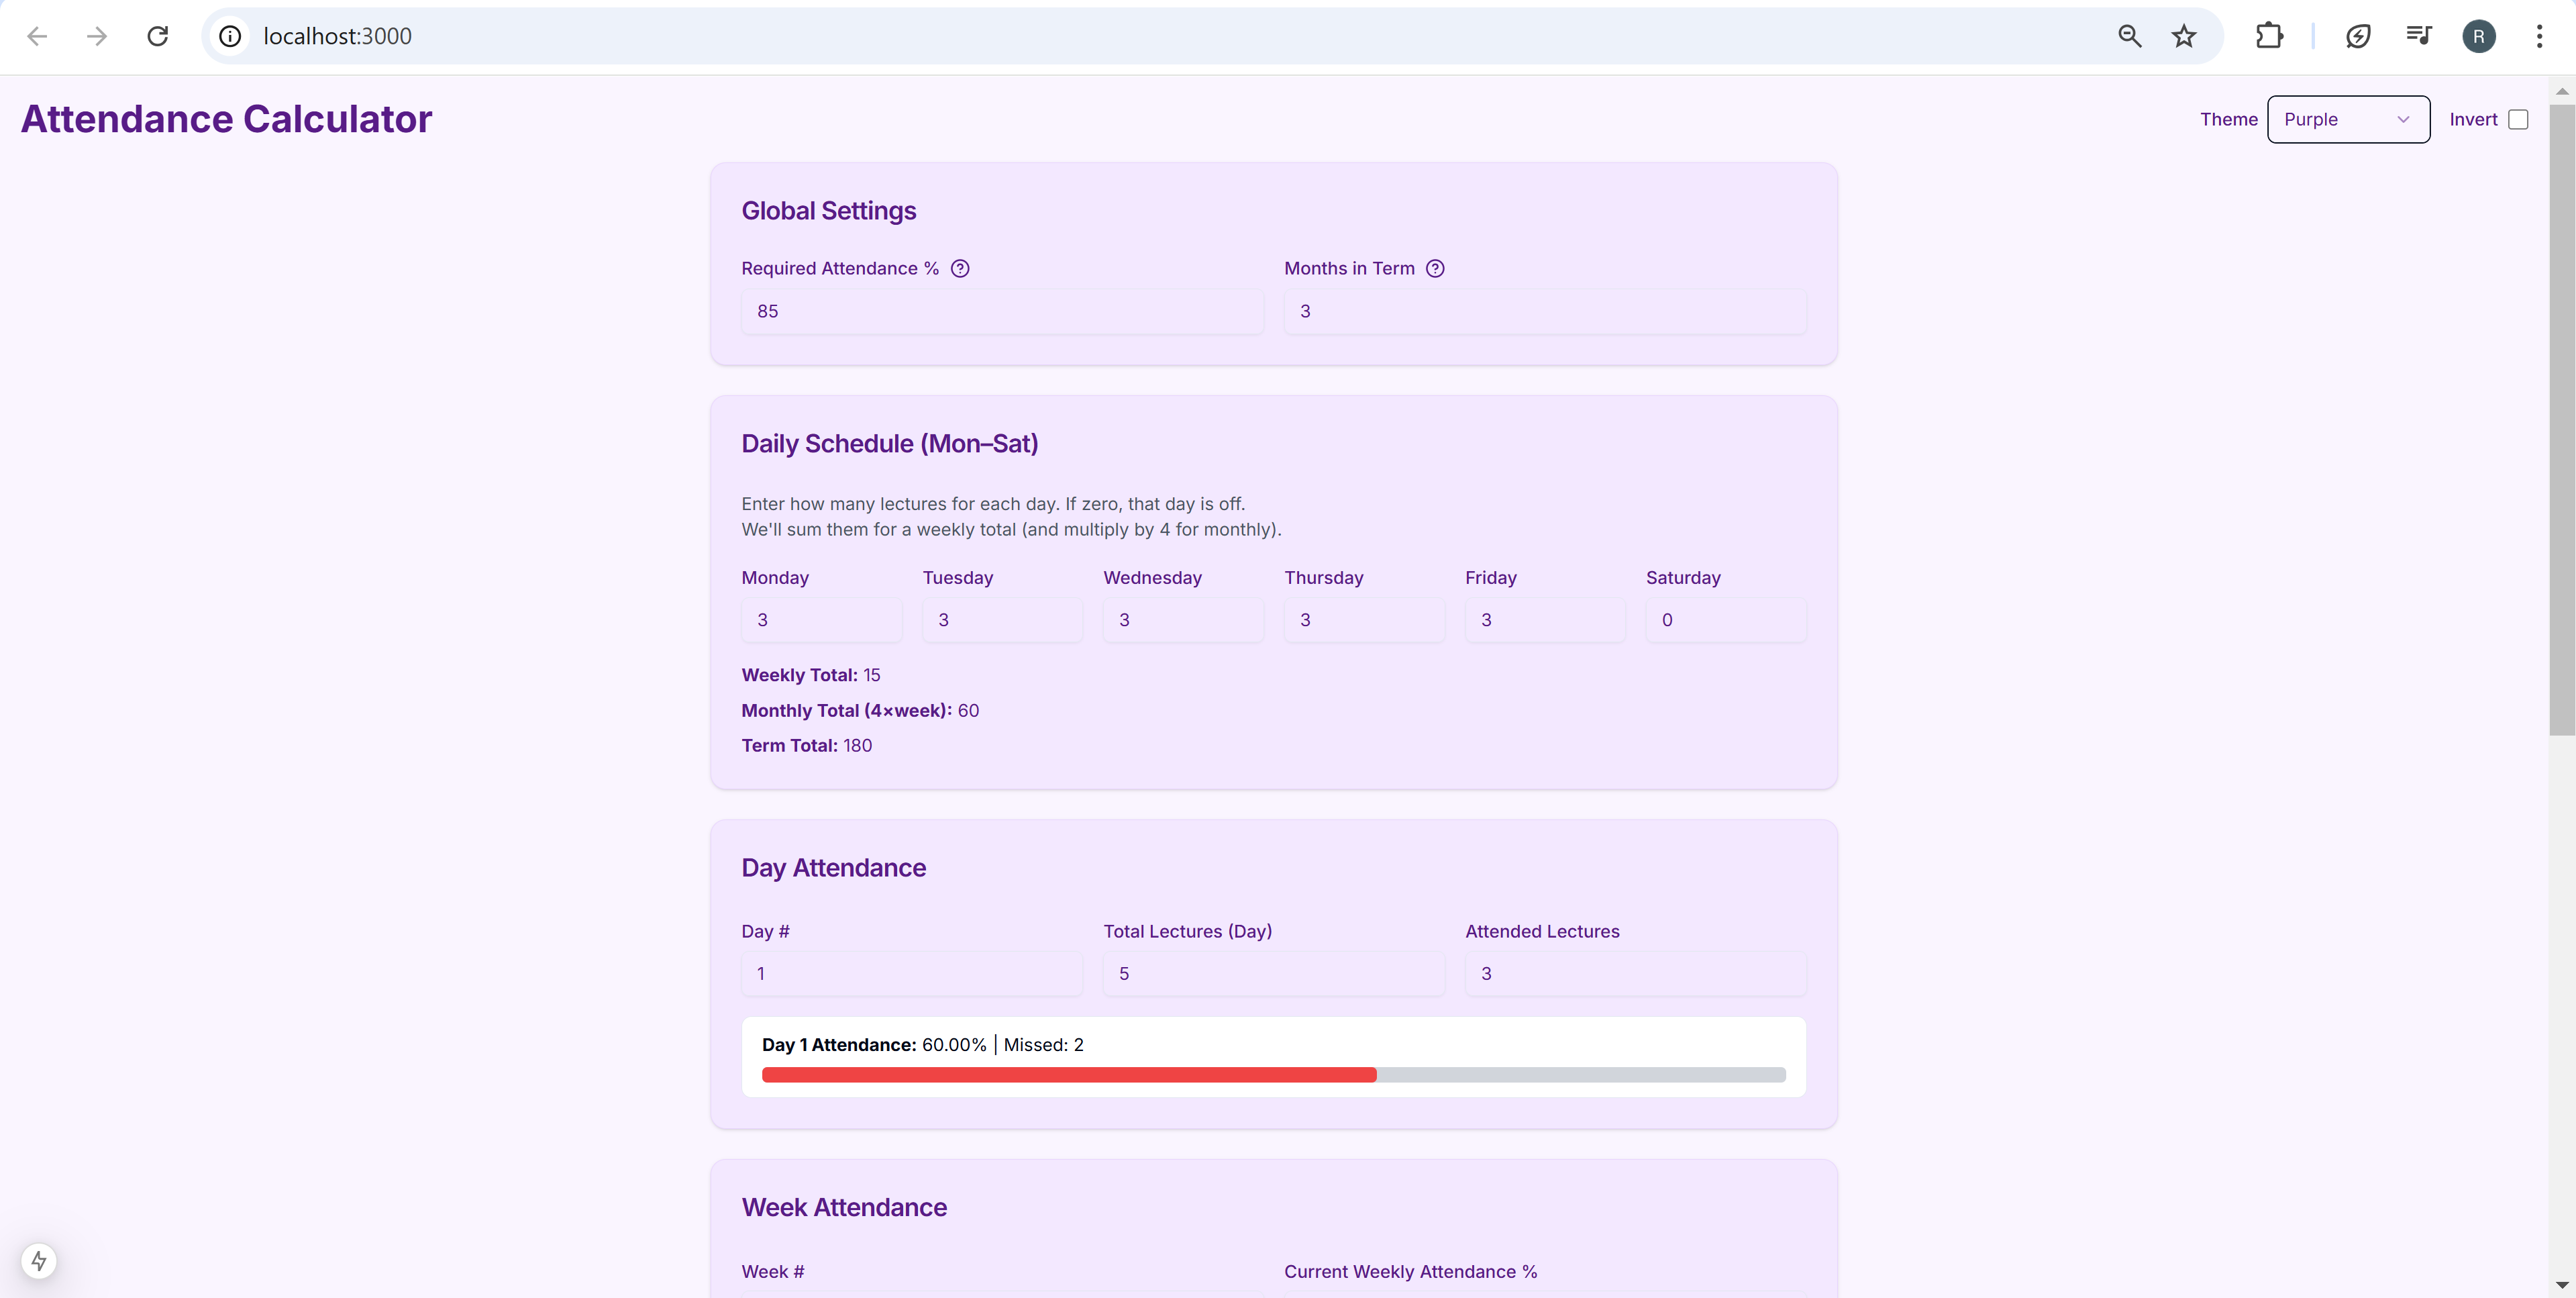 localhost:3000
R
Attendance Calculator
Theme Purple Invert
Global Settings
Required Attendance % ? Months in Term ?
85 3
Daily Schedule (Mon–Sat)
Enter how many lectures for each day. If zero, that day is off.
We'll sum them for a weekly total (and multiply by 4 for monthly).
Monday Tuesday Wednesday Thursday Friday Saturday
3 3 3 3 3 0
Weekly Total: 15
Monthly Total (4×week): 60
Term Total: 180
Day Attendance
Day # Total Lectures (Day) Attended Lectures
1 5 3
Day 1 Attendance: 60.00% | Missed: 2
Week Attendance
Week # Current Weekly Attendance %